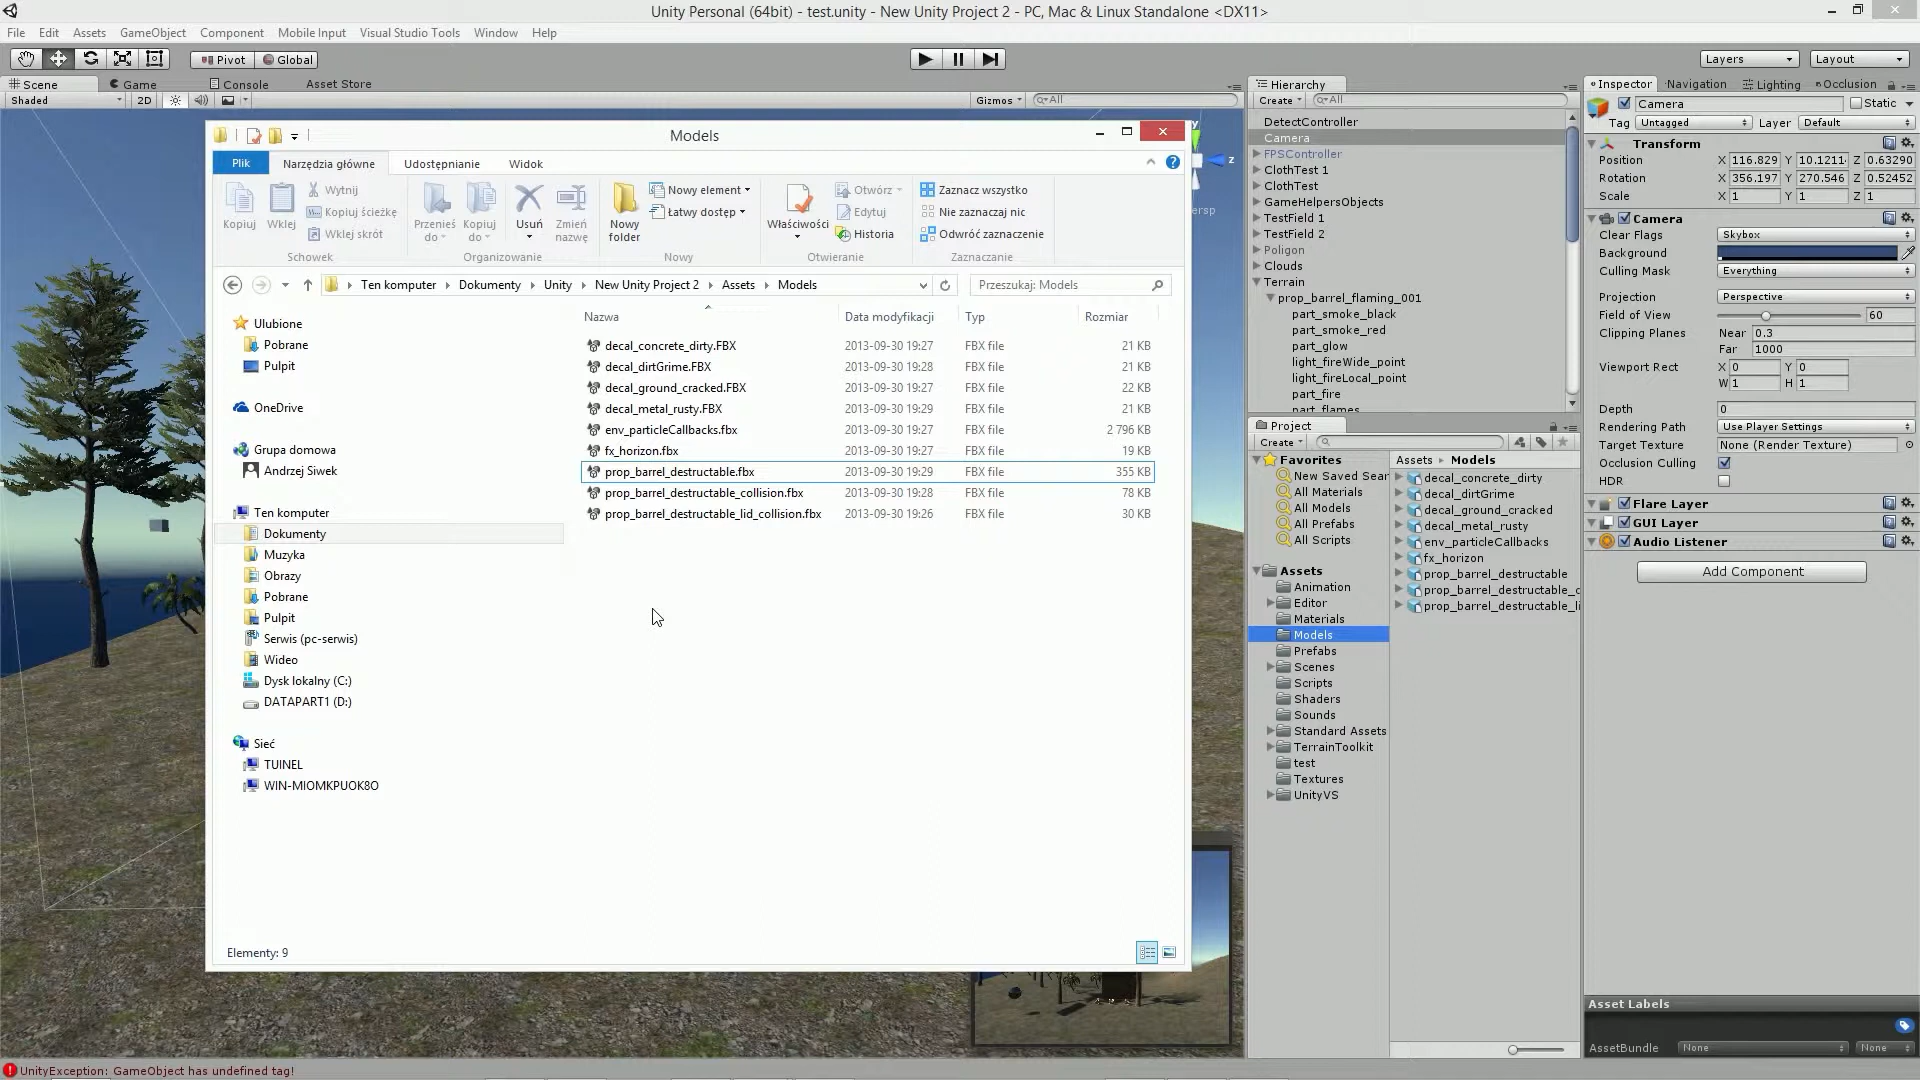 Unity Personal (64bit) - test.unity - New Unity Project 2 - PC, Mac & Linux Standalone <DX11>
File Edit Assets GameObject Component Mobile Input Visual Studio Tools Window Help
Pivot Global Layers Layout
Scene Game Console Asset Store
Shaded 2D Gizmos All
Models
Plik Narzędzia główne Udostępnianie Widok
Kopiuj
Wklej
Wytnij
Kopiuj ścieżkę
Wklej skrót
Schowek
Przenieś do
Kopiuj do
Usuń
Zmień nazwę
Organizowanie
Nowy folder
Nowy element
Łatwy dostęp
Nowy
Właściwości
Otwórz
Edytuj
Historia
Otwieranie
Zaznacz wszystko
Nie zaznaczaj nic
Odwróć zaznaczenie
Zaznaczanie
Ten komputer Dokumenty Unity New Unity Project 2 Assets Models
Przeszukaj: Models
Ulubione
Pobrane
Pulpit
OneDrive
Grupa domowa
Andrzej Siwek
Ten komputer
Dokumenty
Muzyka
Obrazy
Pobrane
Pulpit
Serwis (pc-serwis)
Wideo
Dysk lokalny (C:)
DATAPART1 (D:)
Sieć
TUINEL
WIN-MIOMKPUOK8O
Nazwa Data modyfikacji Typ Rozmiar
decal_concrete_dirty.FBX 2013-09-30 19:27 FBX file 21 KB
decal_dirtGrime.FBX 2013-09-30 19:28 FBX file 21 KB
decal_ground_cracked.FBX 2013-09-30 19:27 FBX file 22 KB
decal_metal_rusty.FBX 2013-09-30 19:29 FBX file 21 KB
env_particleCallbacks.fbx 2013-09-30 19:27 FBX file 2 796 KB
fx_horizon.fbx 2013-09-30 19:27 FBX file 19 KB
prop_barrel_destructable.fbx 2013-09-30 19:29 FBX file 355 KB
prop_barrel_destructable_collision.fbx 2013-09-30 19:28 FBX file 78 KB
prop_barrel_destructable_lid_collision.fbx 2013-09-30 19:26 FBX file 30 KB
Elementy: 9
y
z
ersp
Hierarchy
Create All
DetectController
Camera
FPSController
ClothTest 1
ClothTest
GameHelpersObjects
TestField 1
TestField 2
Poligon
Clouds
Terrain
prop_barrel_flaming_001
part_smoke_black
part_smoke_red
part_glow
light_fireWide_point
light_fireLocal_point
part_fire
part_flames
Project
Create
Favorites
New Saved Sear
All Materials
All Models
All Prefabs
All Scripts
Assets
Animation
Editor
Materials
Models
Prefabs
Scenes
Scripts
Shaders
Sounds
Standard Assets
TerrainToolkit
test
Textures
UnityVS
Assets Models
decal_concrete_dirty
decal_dirtGrime
decal_ground_cracked
decal_metal_rusty
env_particleCallbacks
fx_horizon
prop_barrel_destructable
prop_barrel_destructable_c
prop_barrel_destructable_li
Inspector Navigation Lighting Occlusion
Camera Static
Tag Untagged Layer Default
Transform
Position X 116.829 Y 10.1211 Z 0.63290
Rotation X 356.197 Y 270.546 Z 0.52452
Scale X 1 Y 1 Z 1
Camera
Clear Flags Skybox
Background
Culling Mask Everything
Projection Perspective
Field of View 60
Clipping Planes Near 0.3
Far 1000
Viewport Rect X 0 Y 0
W 1 H 1
Depth 0
Rendering Path Use Player Settings
Target Texture None (Render Texture)
Occlusion Culling
HDR
Flare Layer
GUI Layer
Audio Listener
Add Component
Asset Labels
AssetBundle None None
UnityException: GameObject has undefined tag!